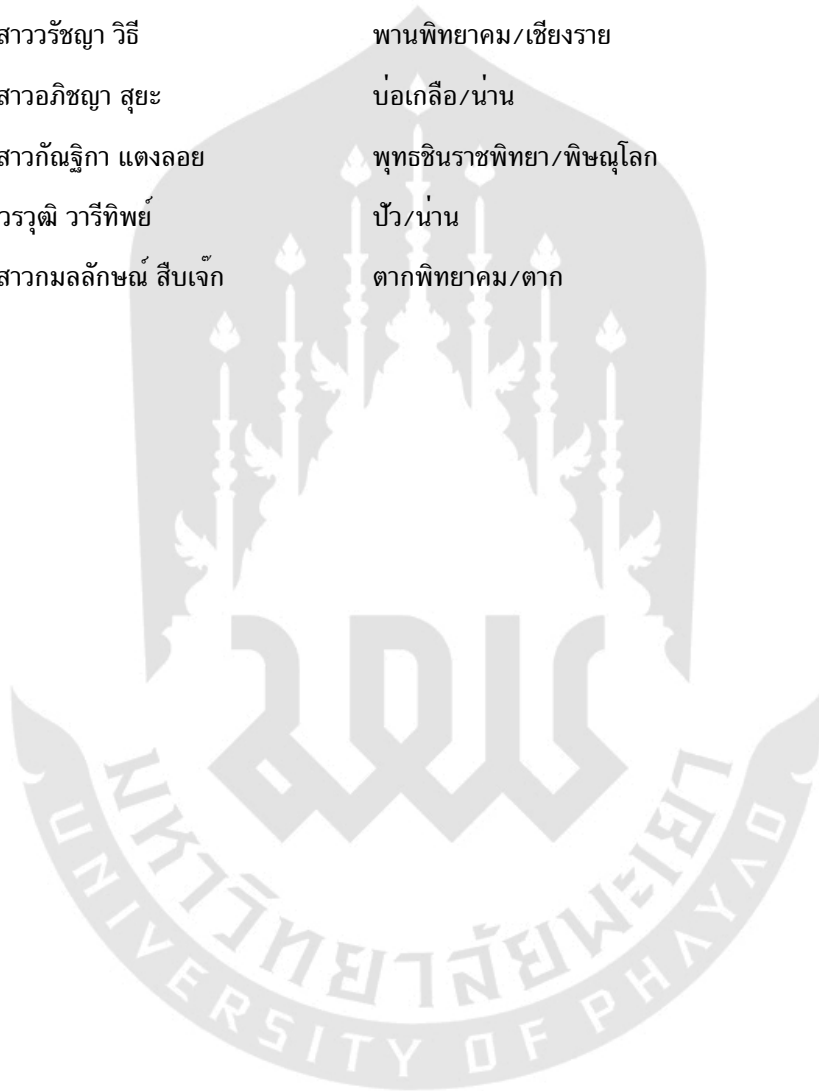 สาววรัชญา วิธี พานพิทยาคม/เชียงราย
สาวอภิชญา สุยะ บ่อเกลือ/น่าน
สาวกัณฐิกา แตงลอย พุทธชินราชพิทยา/พิษณุโลก
วรวุฒิ วารีทิพย์ ปัว/น่าน
สาวกมลลักษณ์ สืบเจ๊ก ตากพิทยาคม/ตาก
มหาวิทยาลัยพะเยา
UNIVERSITY OF PHAYAO